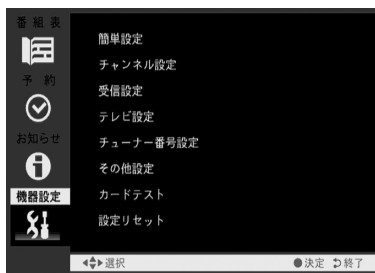 番組表
予約
お知らせ
機器設定
簡単設定
チャンネル設定
受信設定
テレビ設定
チューナー番号設定
その他設定
カードテスト
設定リセット
選択
決定 終了